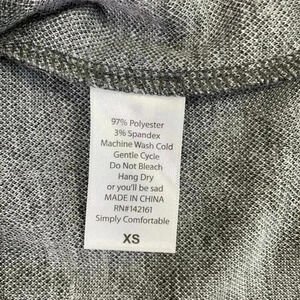 97% Polyester
3% Spandex
Machine Wash Cold
Gentle Cycle
Do Not Bleach
Hang Dry
or you'll be sad
MADE IN CHINA
RN#142161
Simply Comfortable
XS